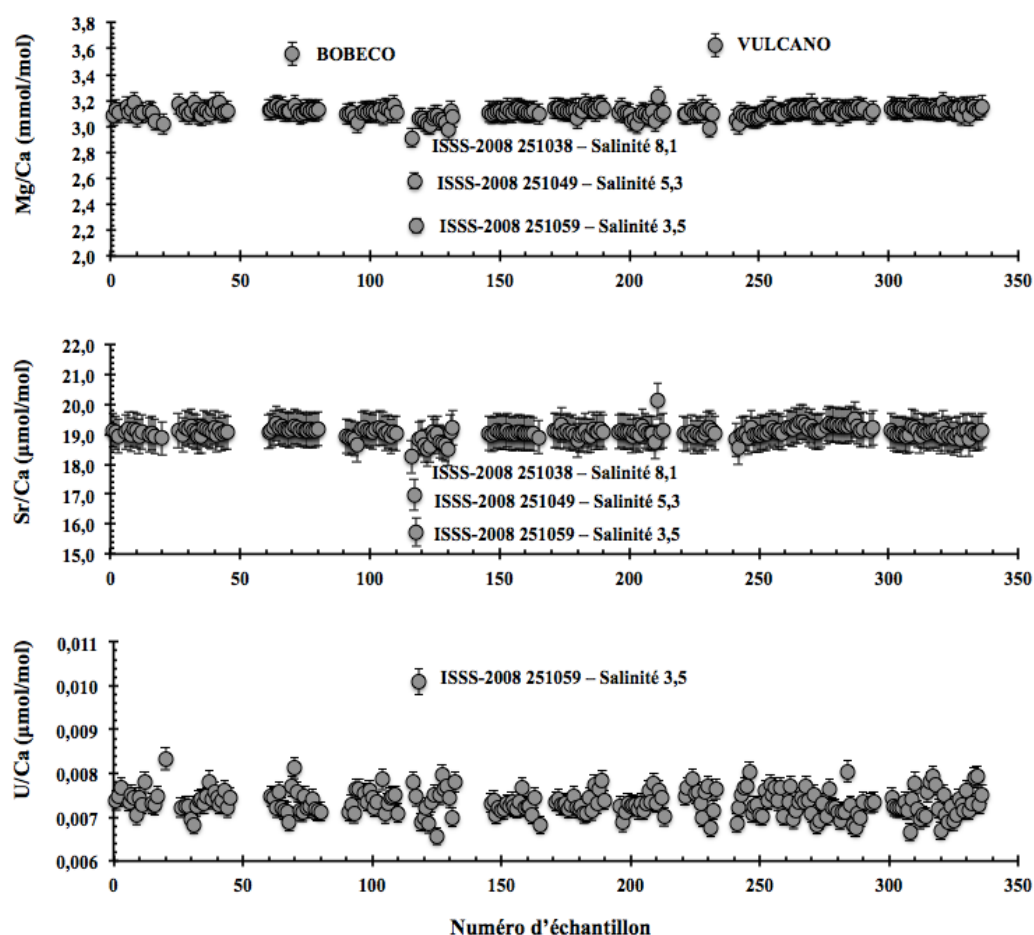 Mg/Ca (mmol/mol)
3,8
3,6
3,4
3,2
3,0
2,8
2,6
2,4
2,2
2,0
BOBECO
VULCANO
ISSS-2008 251038 – Salinité 8,1
ISSS-2008 251049 – Salinité 5,3
ISSS-2008 251059 – Salinité 3,5
0 50 100 150 200 250 300 350
Sr/Ca (µmol/mol)
22,0
21,0
20,0
19,0
18,0
17,0
16,0
15,0
ISSS-2008 251038 – Salinité 8,1
ISSS-2008 251049 – Salinité 5,3
ISSS-2008 251059 – Salinité 3,5
0 50 100 150 200 250 300 350
U/Ca (µmol/mol)
0,011
0,010
0,009
0,008
0,007
0,006
ISSS-2008 251059 – Salinité 3,5
0 50 100 150 200 250 300 350
Numéro d'échantillon